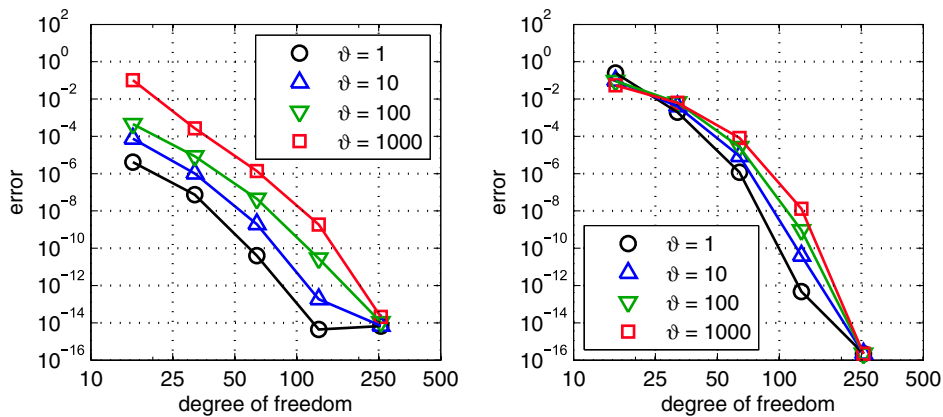 10^2
10^0
10^-2
10^-4
10^-6
10^-8
10^-10
10^-14
10^-14
10^-16
error
10 25 50 100 250 500
degree of freedom
ϑ = 1
ϑ = 10
ϑ = 100
ϑ = 1000
10^2
10^0
10^-2
10^-4
10^-6
10^-8
10^-10
10^-14
10^-14
10^-16
error
10 25 50 100 250 500
degree of freedom
ϑ = 1
ϑ = 10
ϑ = 100
ϑ = 1000